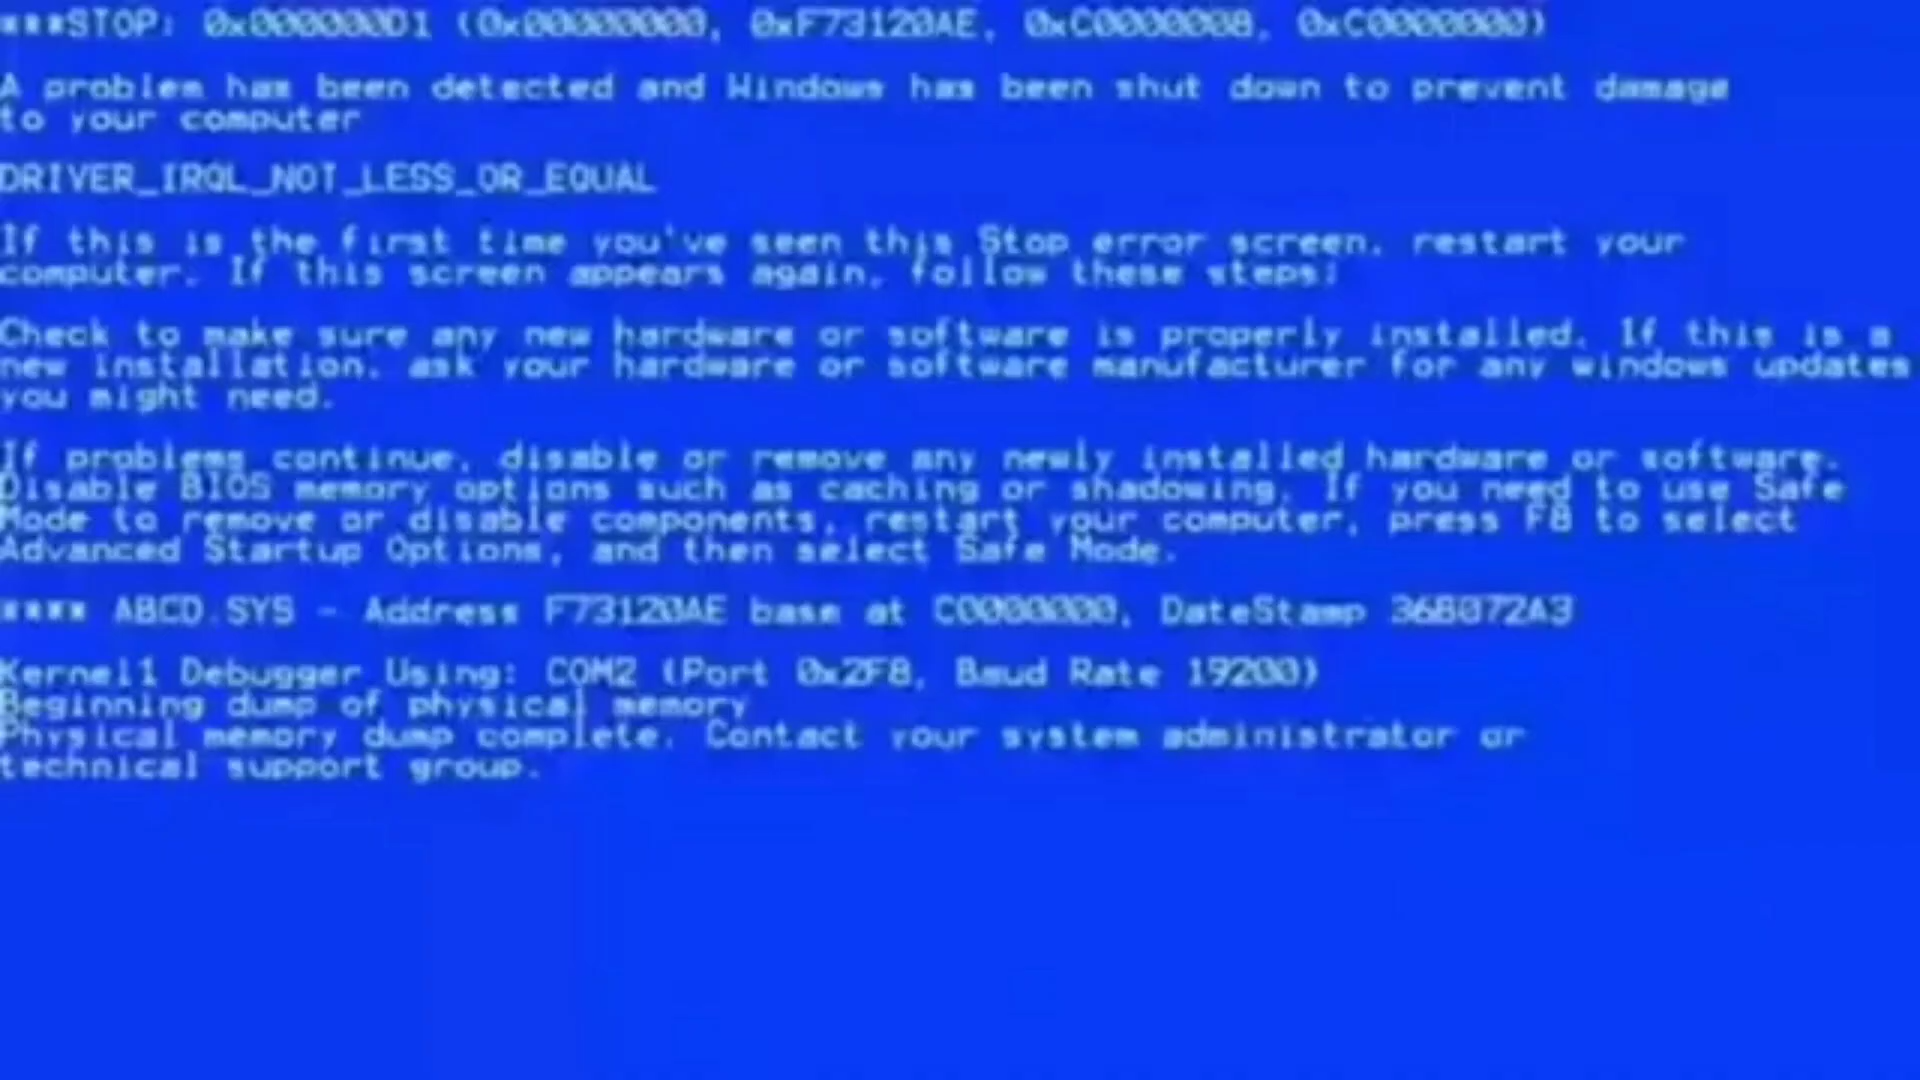 ***STOP: 0x000000D1 (0x00000000, 0xF73120AE, 0xC0000008, 0xC0000000)
A problem has been detected and Windows has been shut down to prevent damage
to your computer
DRIVER_IRQL_NOT_LESS_OR_EQUAL
If this is the first time you've seen this Stop error screen, restart your
computer. If this screen appears again, follow these steps:
Check to make sure any new hardware or software is properly installed. If this is a
new installation, ask your hardware or software manufacturer for any windows updates
you might need.
If problems continue, disable or remove any newly installed hardware or software.
Disable BIOS memory options such as caching or shadowing. If you need to use Safe
Mode to remove or disable components, restart your computer, press F8 to select
Advanced Startup Options, and then select Safe Mode.
**** ABCD.SYS - Address F73120AE base at C0000000, DateStamp 36B072A3
Kernel1 Debugger Using: COM2 (Port 0x2F8, Baud Rate 19200)
Beginning dump of physical memory
Physical memory dump complete. Contact your system administrator or
technical support group.